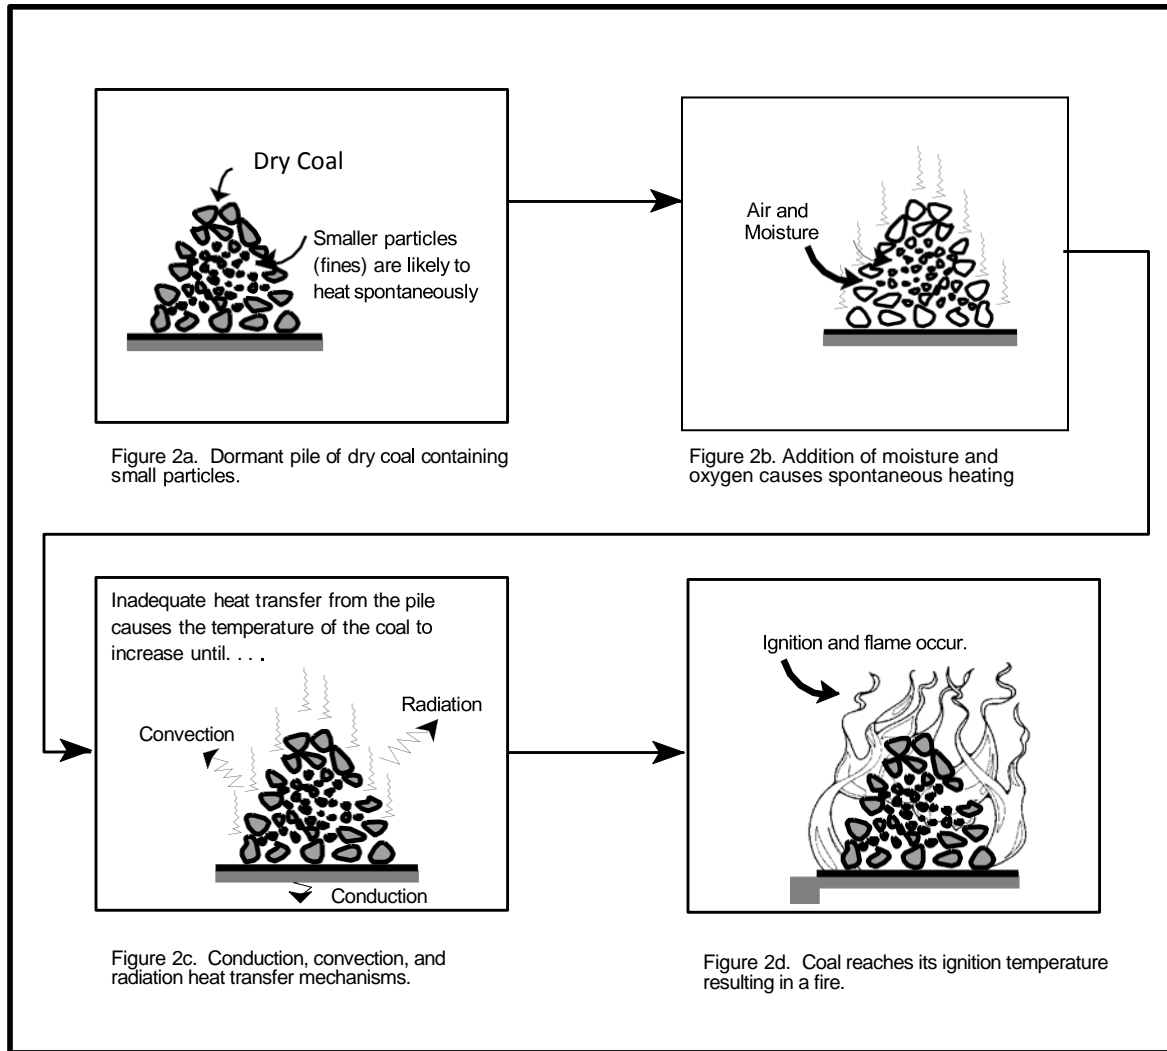 Dry Coal
Smaller particles
(fines) are likely to
heat spontaneously
Figure 2a. Dormant pile of dry coal containing
small particles.
Air and
Moisture
Figure 2b. Addition of moisture and
oxygen causes spontaneous heating
Inadequate heat transfer from the pile
causes the temperature of the coal to
increase until. . . .
Radiation
Convection
Conduction
Figure 2c. Conduction, convection, and
radiation heat transfer mechanisms.
Ignition and flame occur.
Figure 2d. Coal reaches its ignition temperature
resulting in a fire.